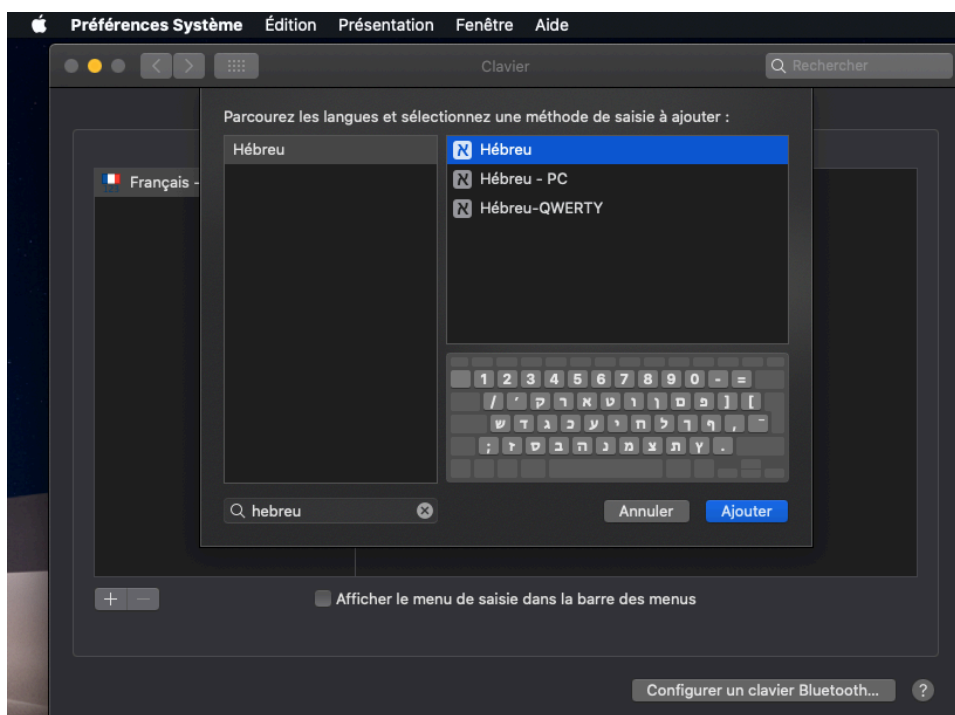 Préférences Système Édition Présentation Fenêtre Aide
Clavier
Rechercher
Parcourez les langues et sélectionnez une méthode de saisie à ajouter :
Hébreu
א Hébreu
א Hébreu - PC
א Hébreu-QWERTY
Français -
1 2 3 4 5 6 7 8 9 0 - =
/ ׳ ק ר א ט ו ן ם פ [ ]
ש ד ג כ ע י ח ל ך ף ,
; ז ס ב ה נ מ צ ת ץ .
hebreu
Annuler Ajouter
+ −
Afficher le menu de saisie dans la barre des menus
Configurer un clavier Bluetooth... ?